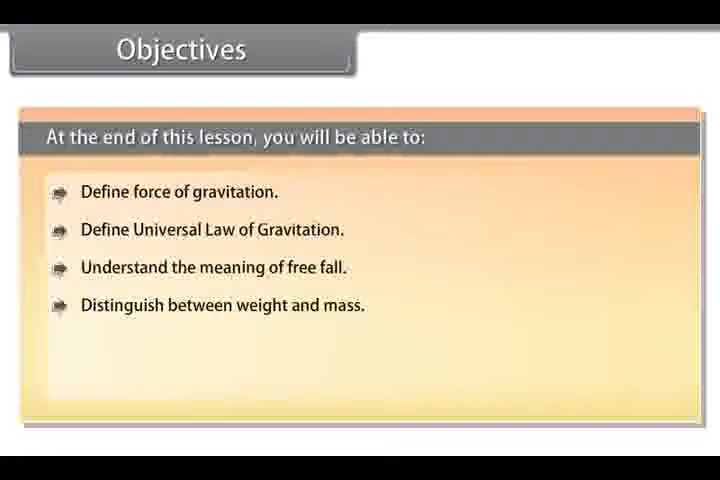 Objectives
At the end of this lesson, you will be able to:
Define force of gravitation.
Define Universal Law of Gravitation.
Understand the meaning of free fall.
Distinguish between weight and mass.